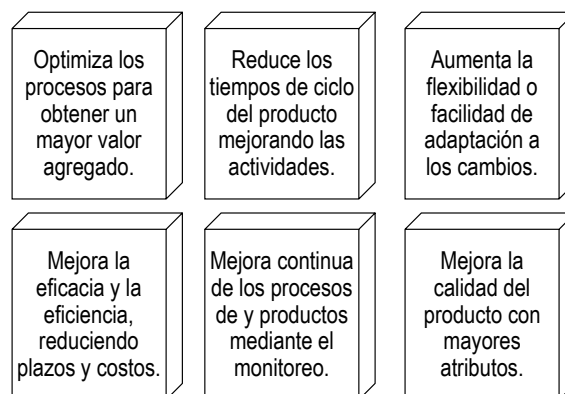 Optimiza los
procesos para
obtener un
mayor valor
agregado.
Reduce los
tiempos de ciclo
del producto
mejorando las
actividades.
Aumenta la
flexibilidad o
facilidad de
adaptación a
los cambios.
Mejora la
eficacia y la
eficiencia,
reduciendo
plazos y costos.
Mejora continua
de los procesos
de y productos
mediante el
monitoreo.
Mejora la
calidad del
producto con
mayores
atributos.